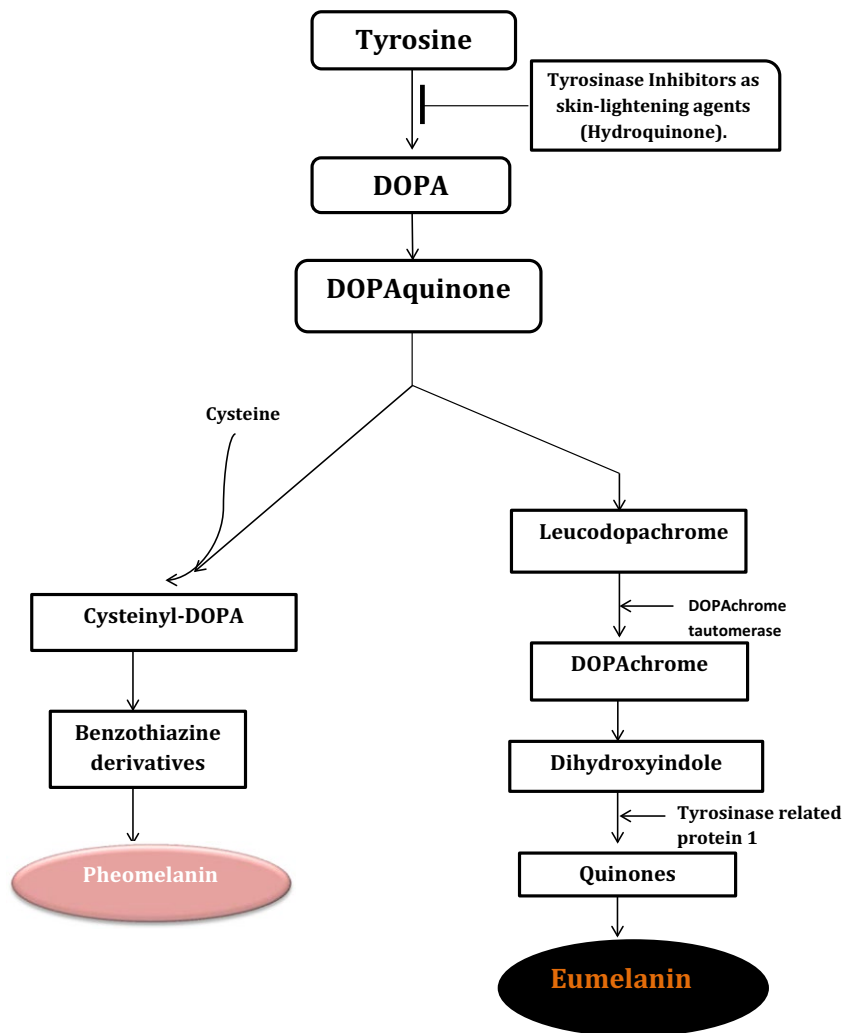 Tyrosine
Tyrosinase Inhibitors as
skin-lightening agents
(Hydroquinone).
DOPA
DOPAquinone
Cysteine
Leucodopachrome
Cysteinyl-DOPA
DOPAchrome
tautomerase
DOPAchrome
Benzothiazine
derivatives
Dihydroxyindole
Tyrosinase related
protein 1
Pheomelanin
Quinones
Eumelanin